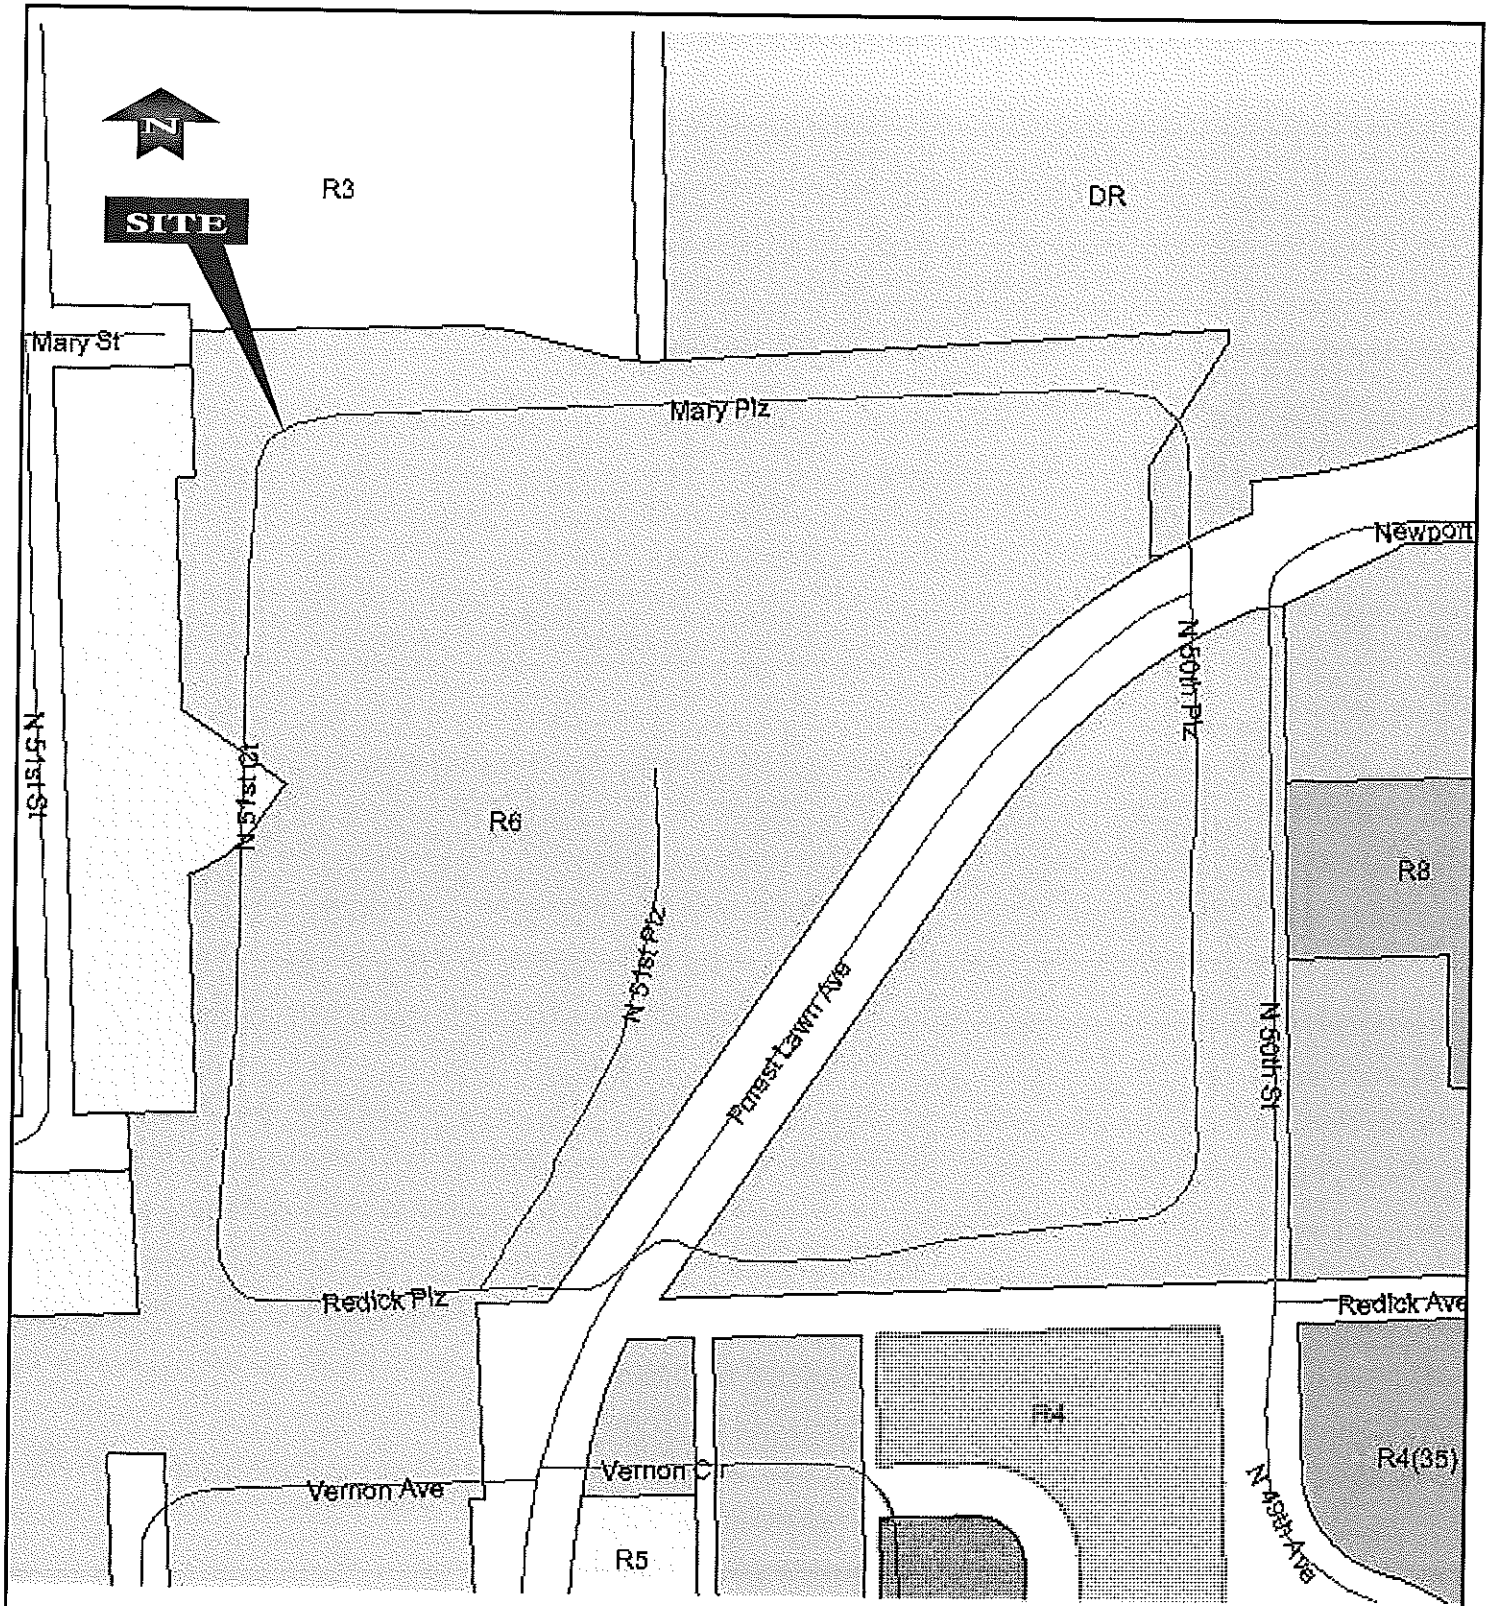 N
R3
DR
SITE
Mary St
Mary Plz
Newport
N 50th Plz
N 51st St
N 51st Ct
R6
R8
N 51st Plz
Forest Lawn Ave
N 50th St
Redick Plz
Redick Ave
R4
R4(35)
Vernon Ave
Vernon Cir
N 49th Ave
R5